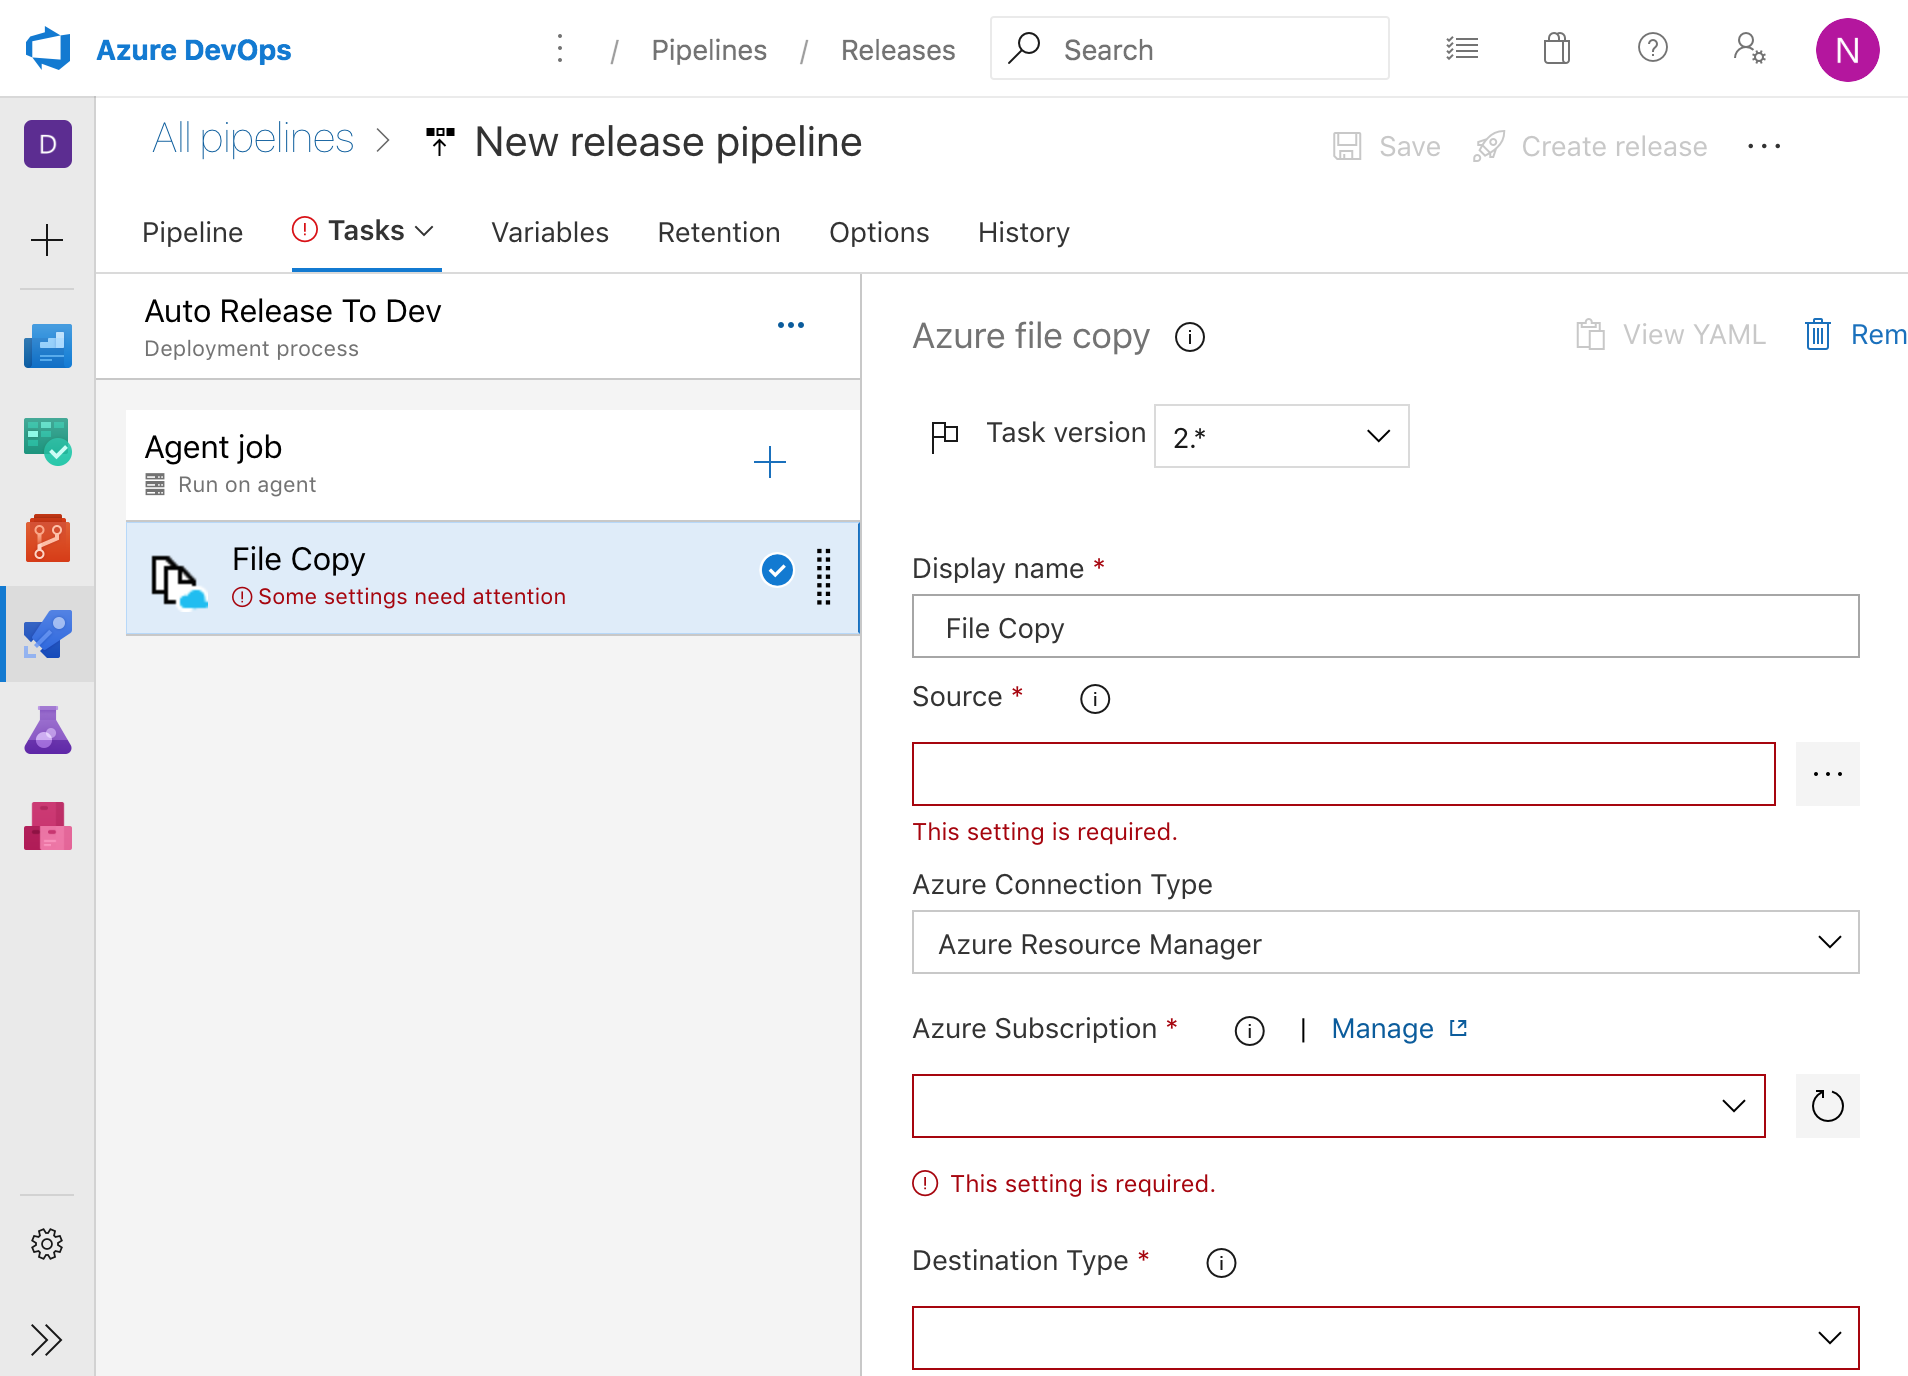 Azure DevOps
/ Pipelines / Releases
Search
N
D
All pipelines > New release pipeline
Save
Create release
Pipeline
Tasks
Variables
Retention
Options
History
Auto Release To Dev
Deployment process
Agent job
Run on agent
File Copy
Some settings need attention
Azure file copy
View YAML
Rem
Task version
2.*
Display name *
File Copy
Source *
This setting is required.
Azure Connection Type
Azure Resource Manager
Azure Subscription * | Manage
This setting is required.
Destination Type *